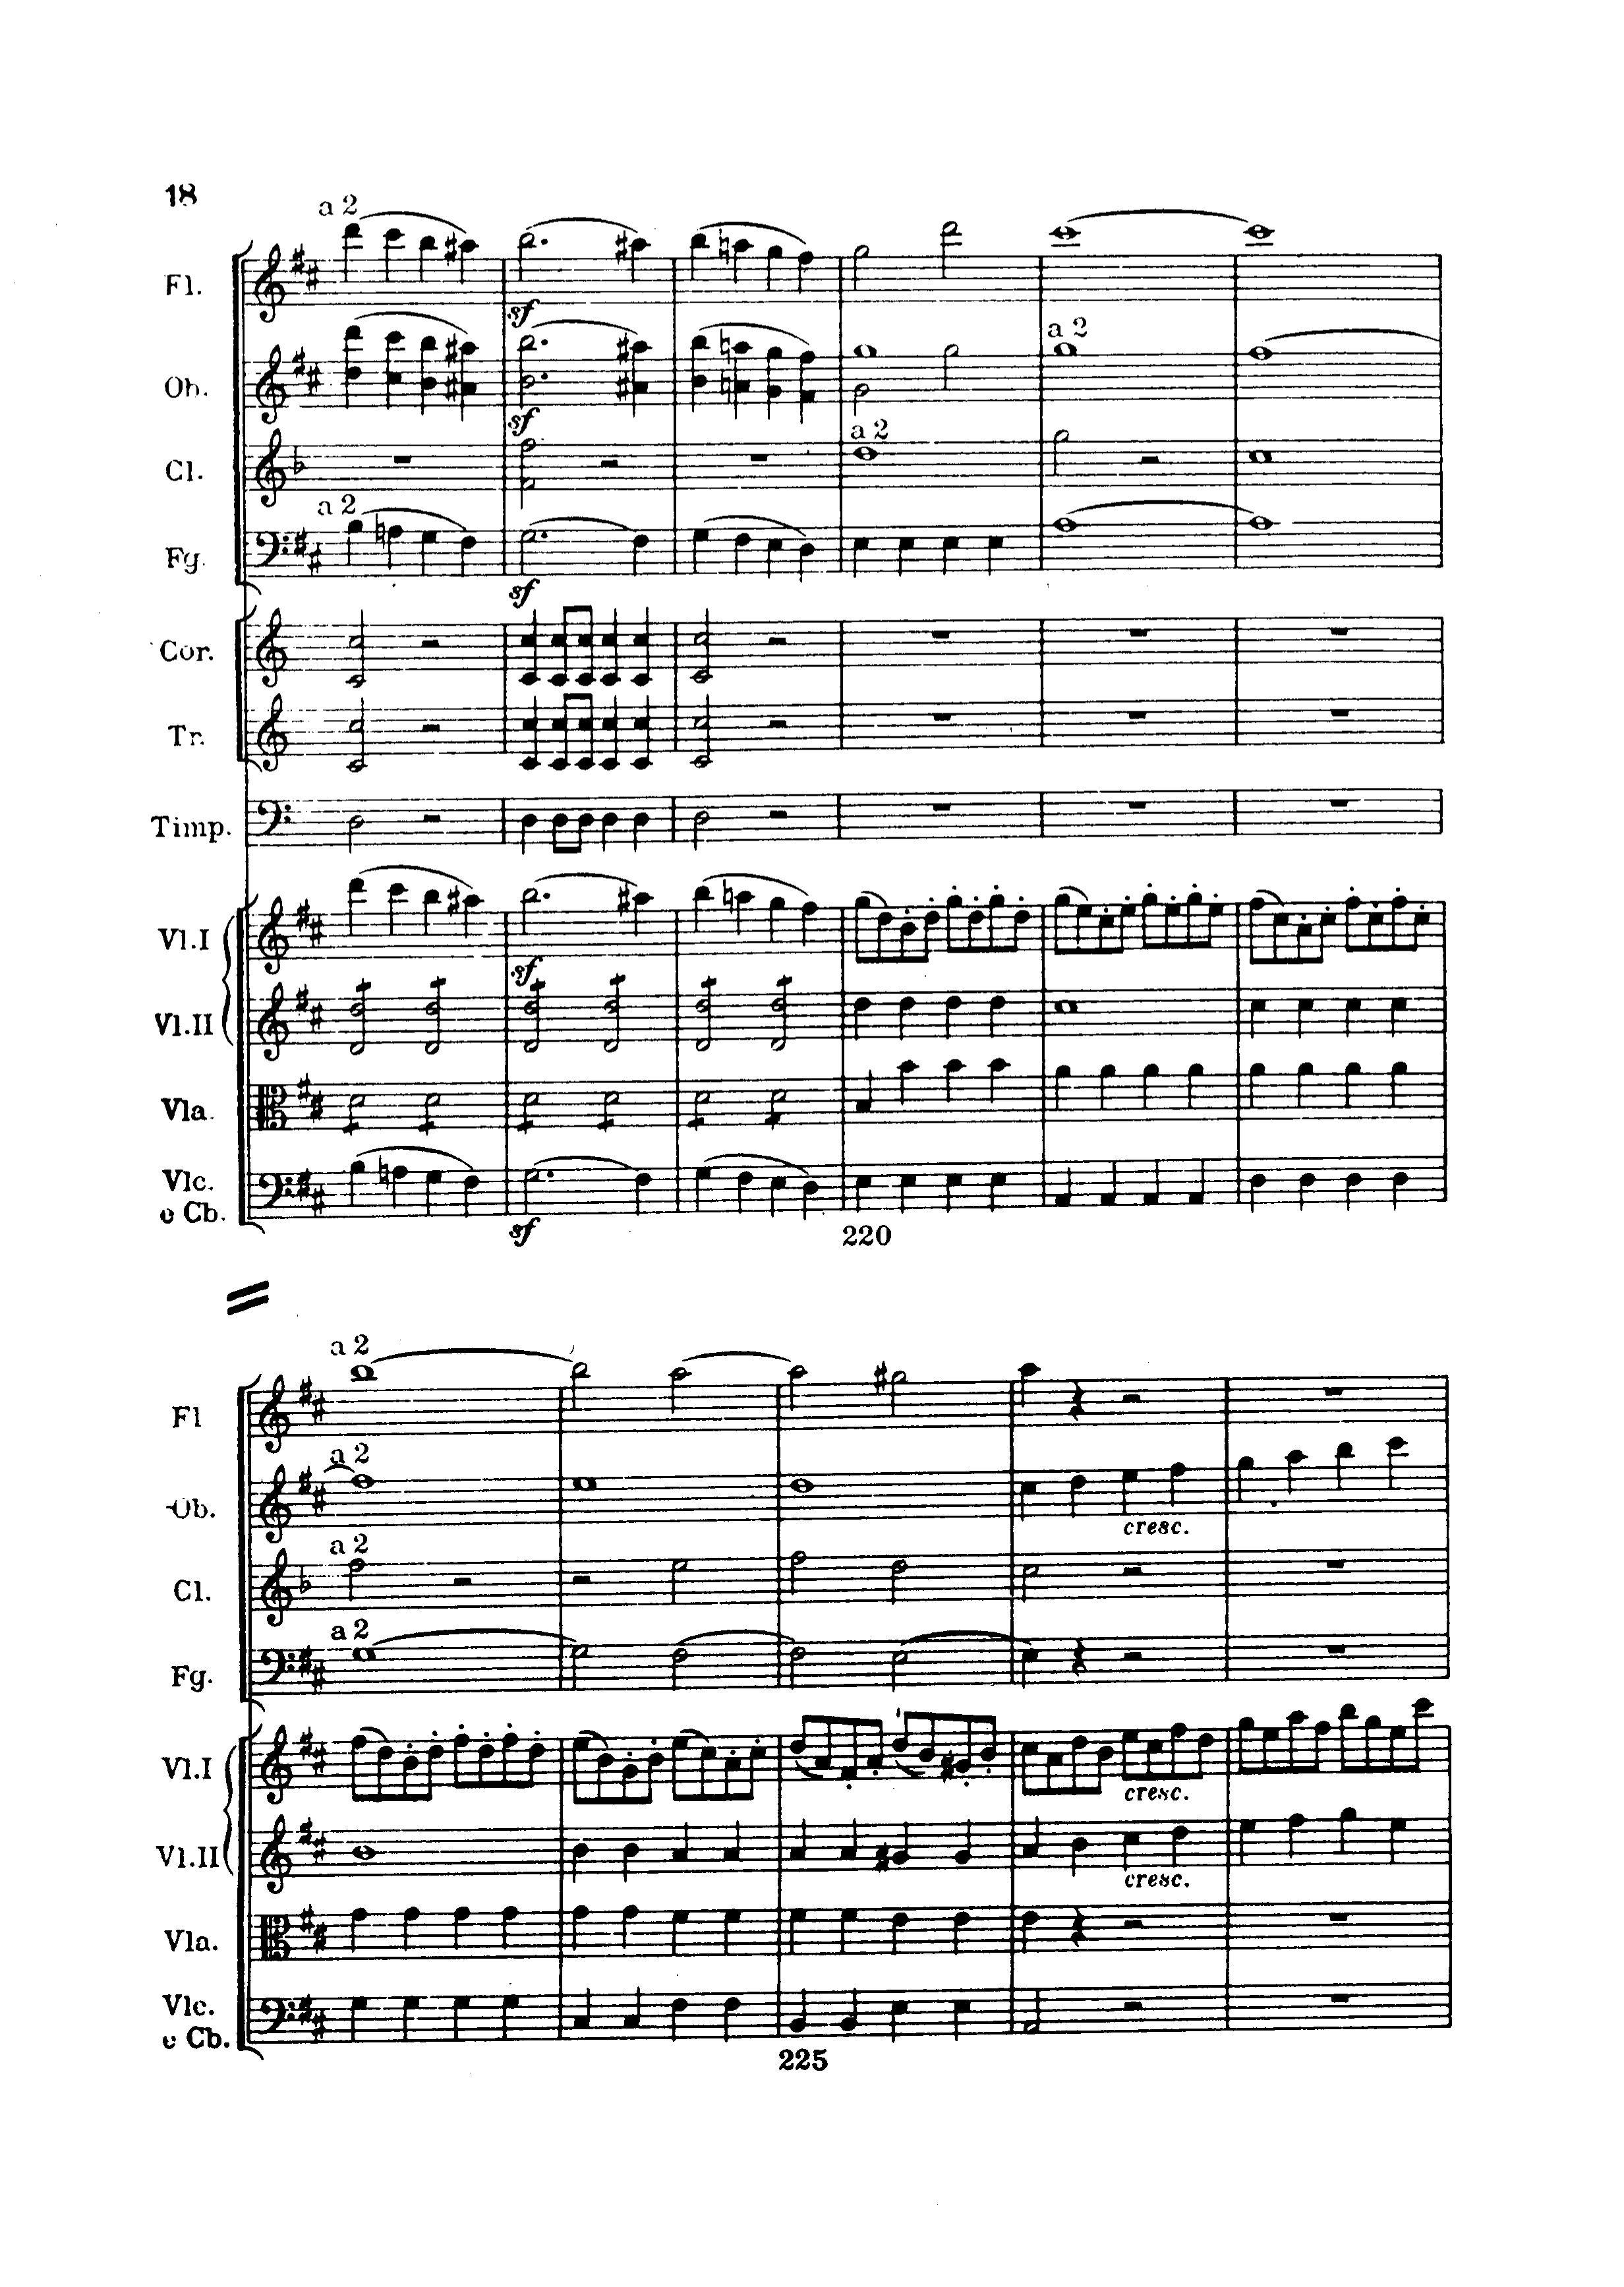 18
a 2
Fl.
sf
Ob.
a 2
sf
Cl.
a 2
a 2
Fg.
sf
Cor.
Tr.
Timp.
Vl.I
sf
Vl.II
Vla.
Vlc.
e Cb.
sf
220
a 2
Fl
a 2
Ob.
cresc.
a 2
Cl.
a 2
Fg.
Vl.I
cresc.
Vl.II
cresc.
Vla.
Vlc.
e Cb.
225